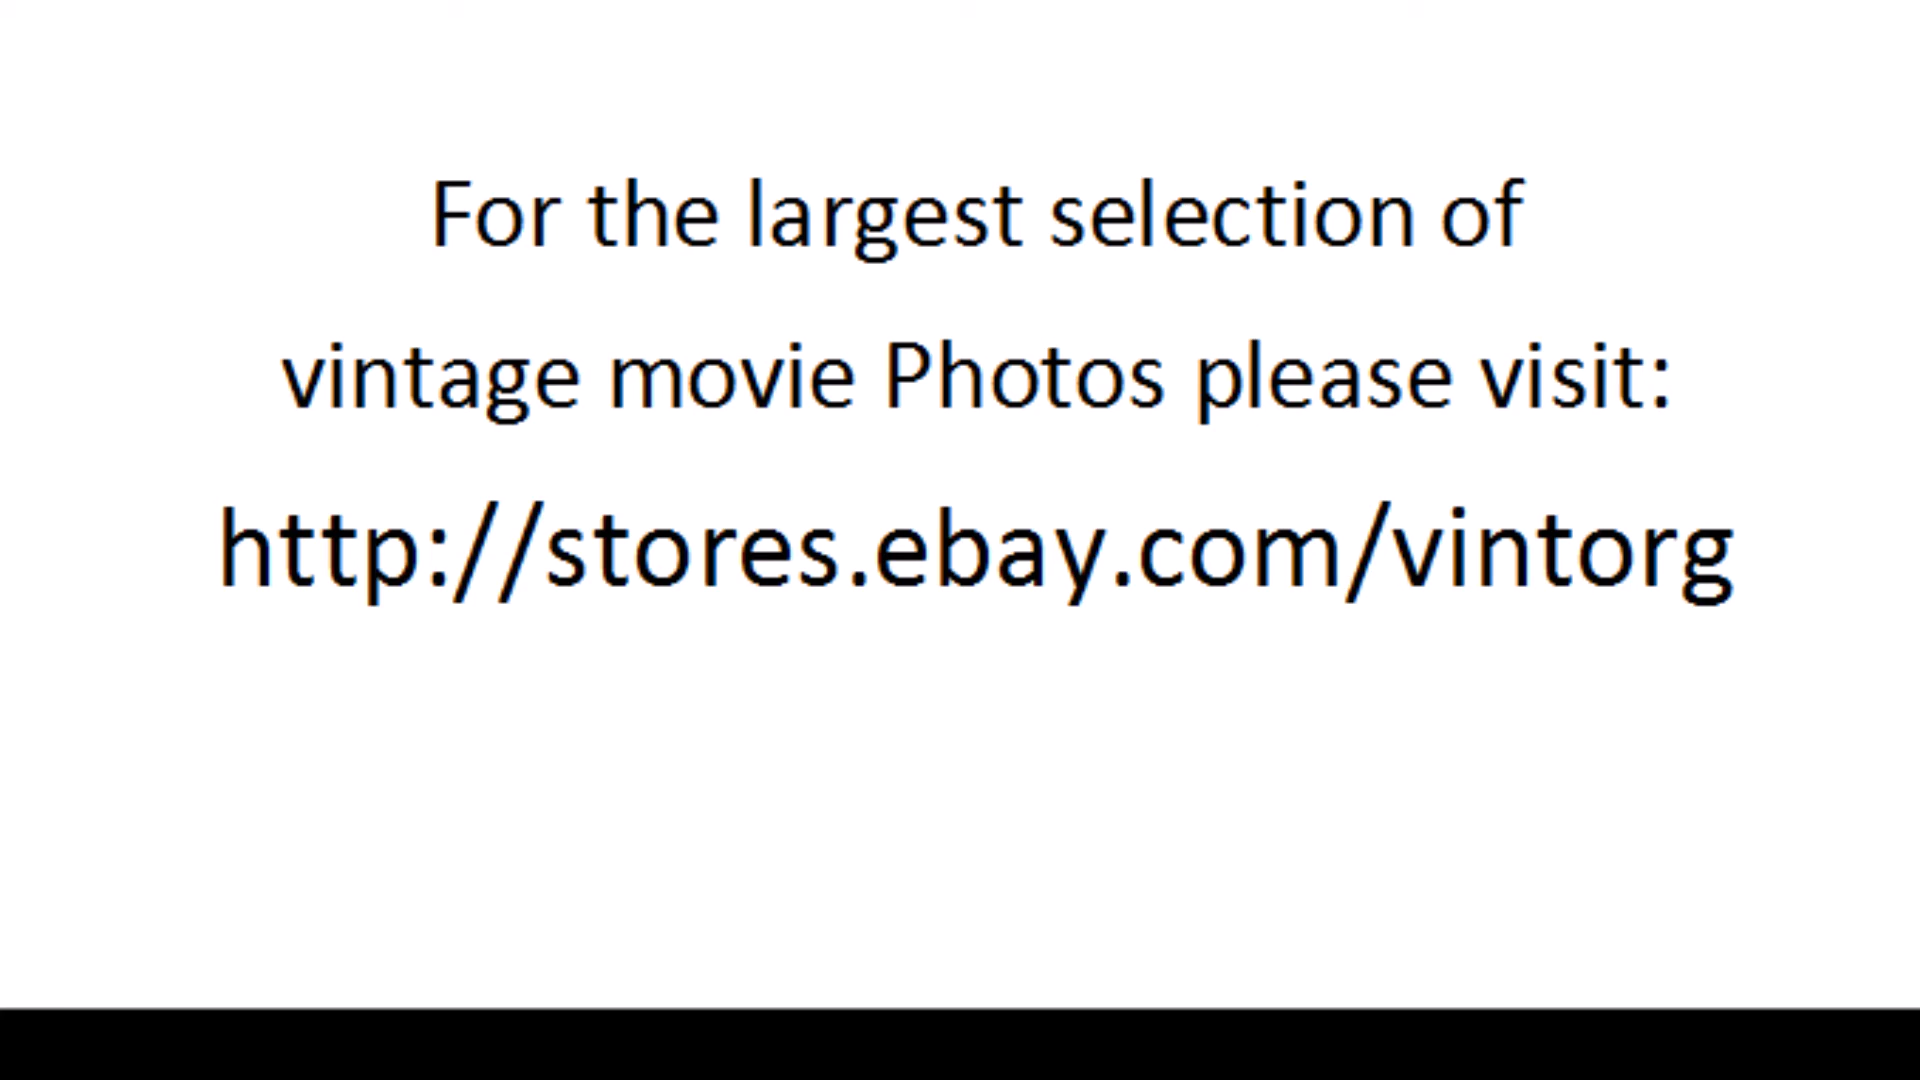 For the largest selection of
vintage movie Photos please visit:
http://stores.ebay.com/vintorg